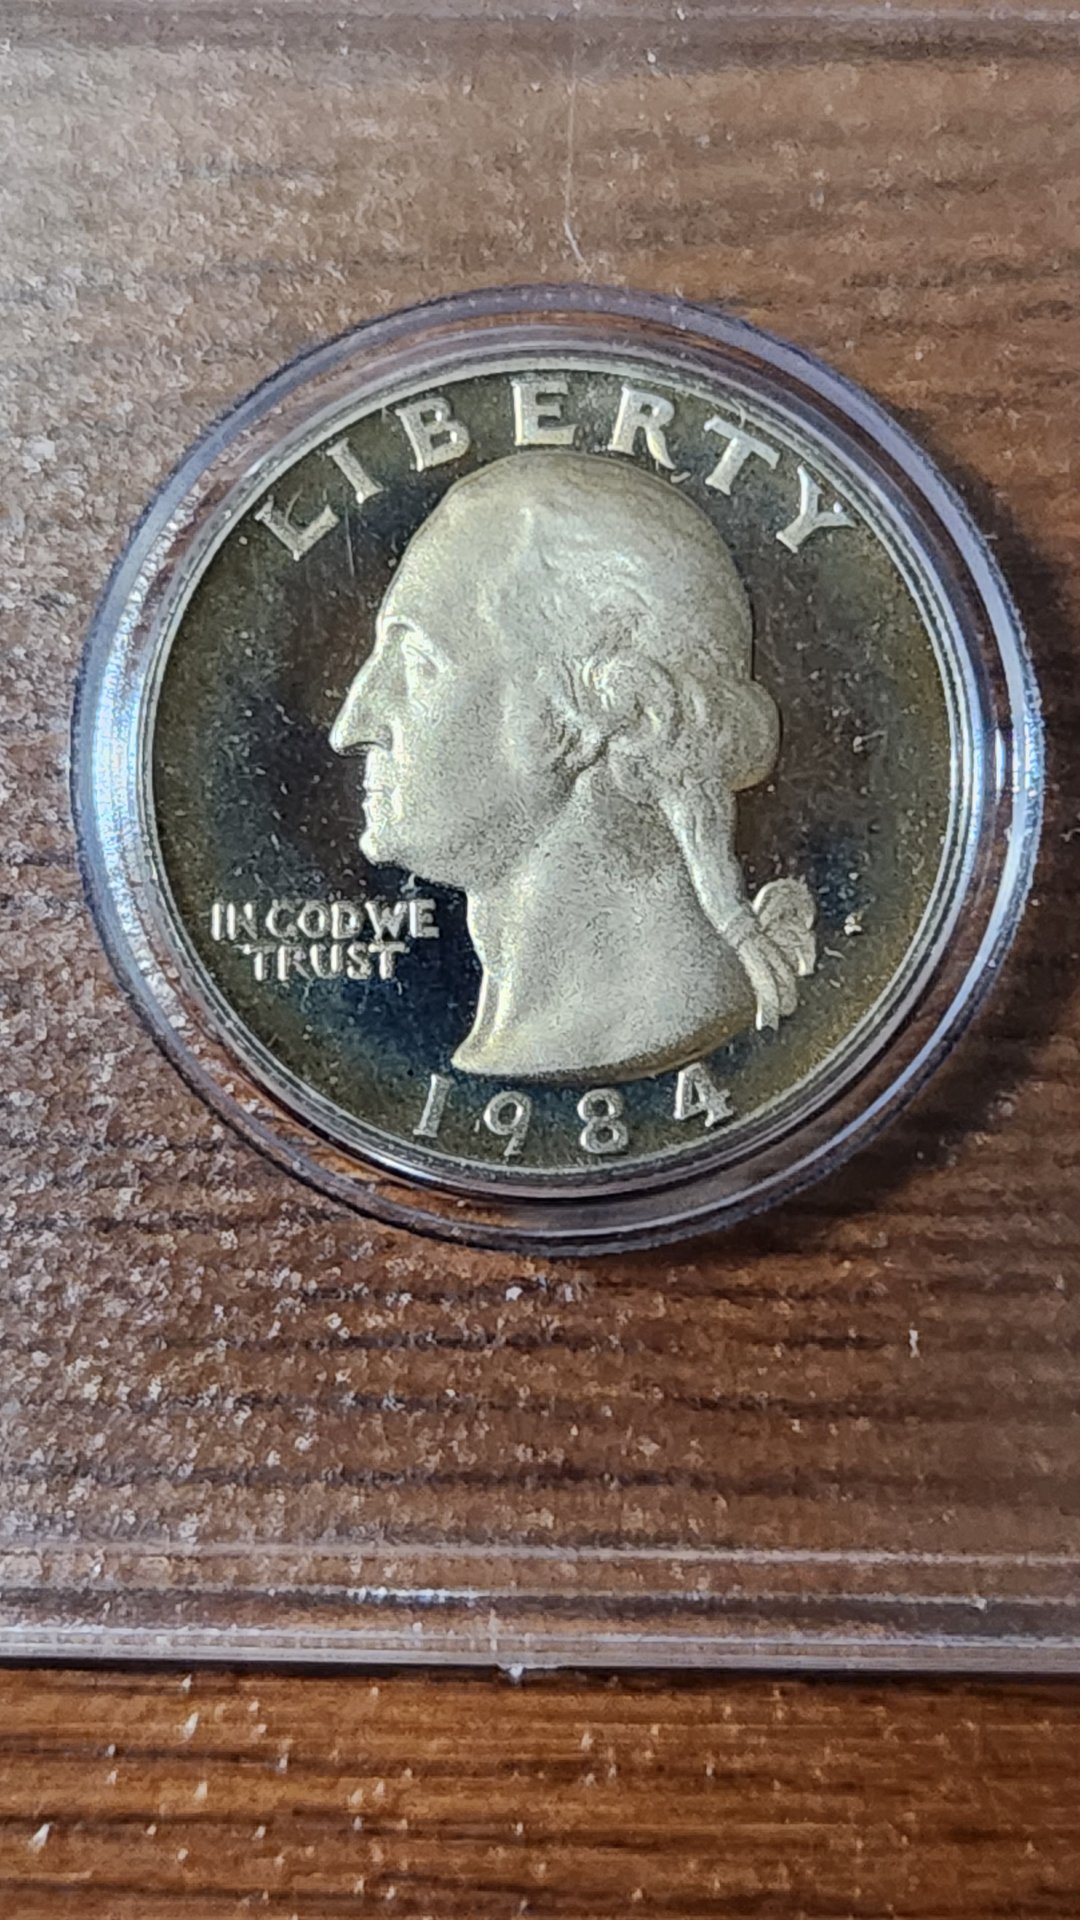 LIBERTY
IN GOD WE
TRUST
1984